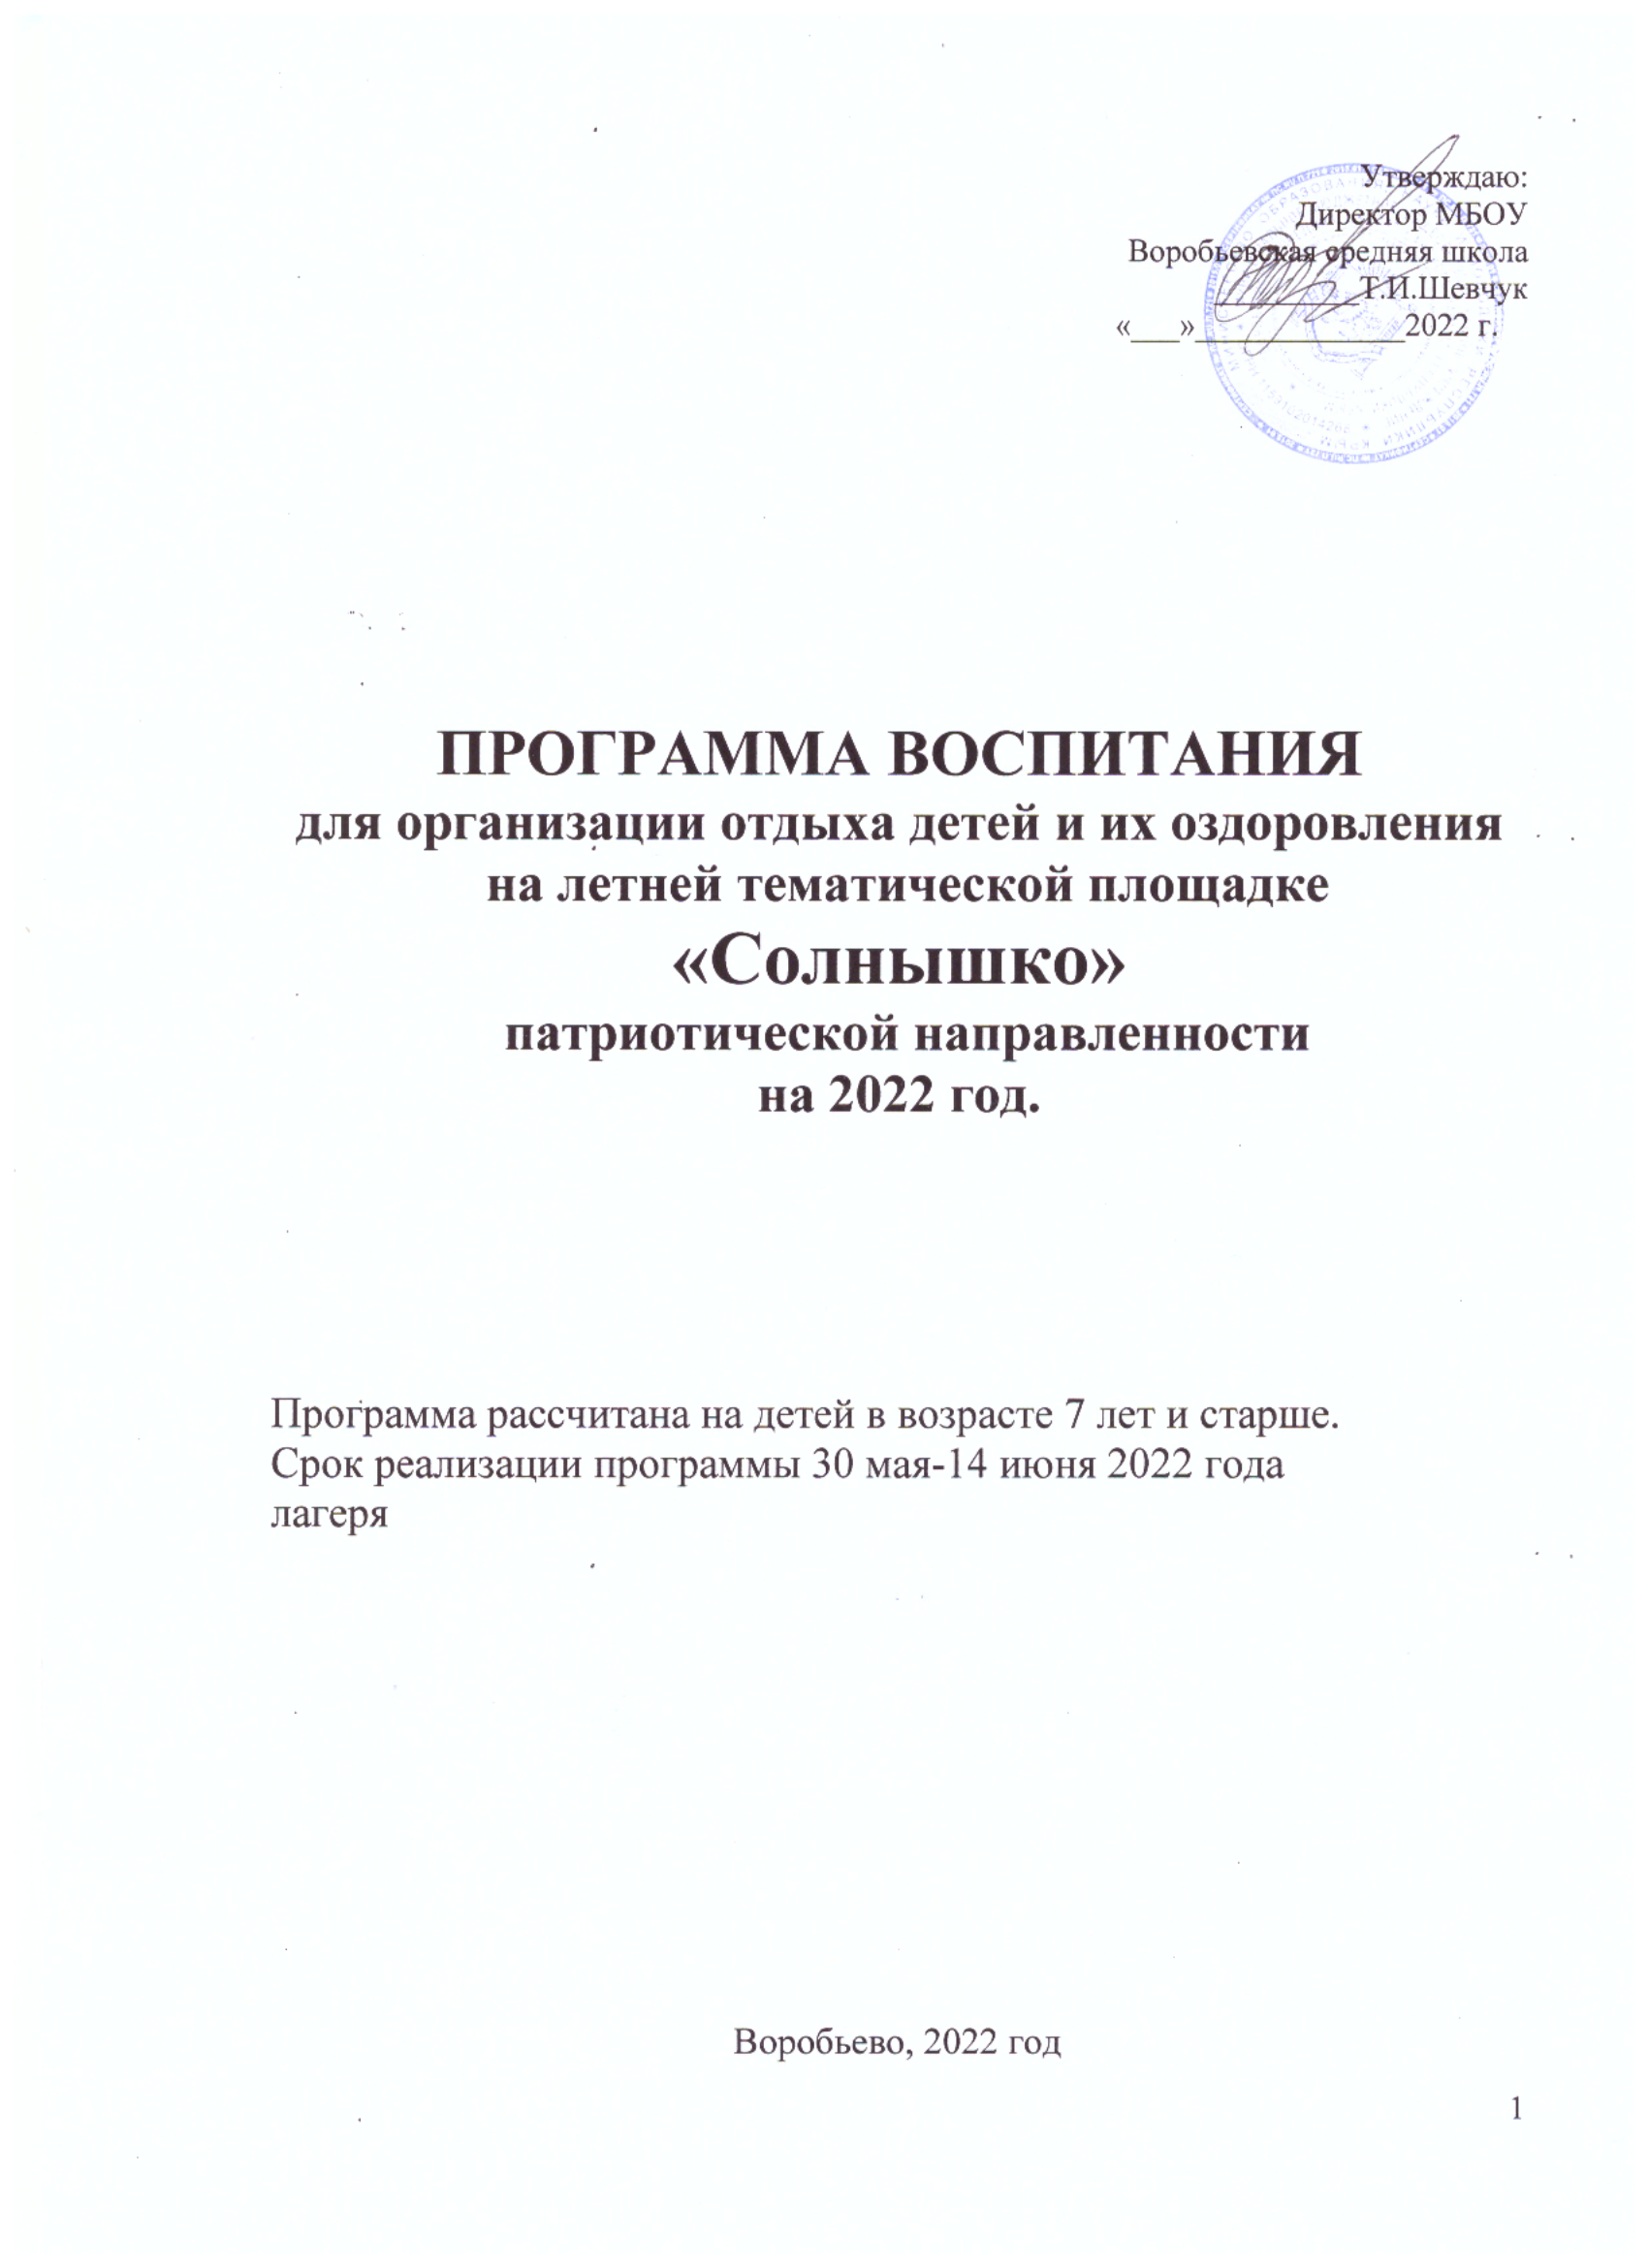 Утверждаю:
Директор МБОУ
Воробьевская средняя школа
_________Т.И.Шевчук
«___»_____________2022 г.
ПРОГРАММА ВОСПИТАНИЯ
для организации отдыха детей и их оздоровления
на летней тематической площадке
«Солнышко»
патриотической направленности
на 2022 год.
Программа рассчитана на детей в возрасте 7 лет и старше.
Срок реализации программы 30 мая-14 июня 2022 года
лагеря
Воробьево, 2022 год
1